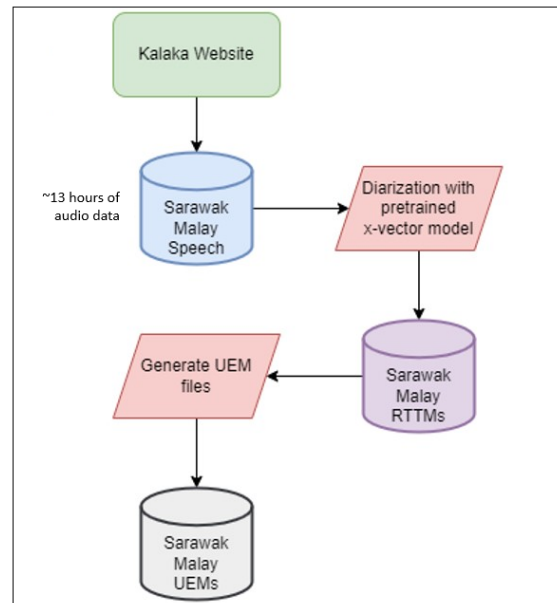 Kalaka Website
~13 hours of
audio data
Sarawak
Malay
Speech
Diarization with
pretrained
x-vector model
Generate UEM
files
Sarawak
Malay
RTTMs
Sarawak
Malay
UEMs